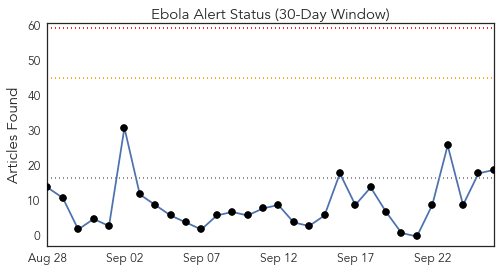 Ebola Alert Status (30-Day Window)
Articles Found
60
50
40
30
20
10
0
Aug 28 Sep 02 Sep 07 Sep 12 Sep 17 Sep 22